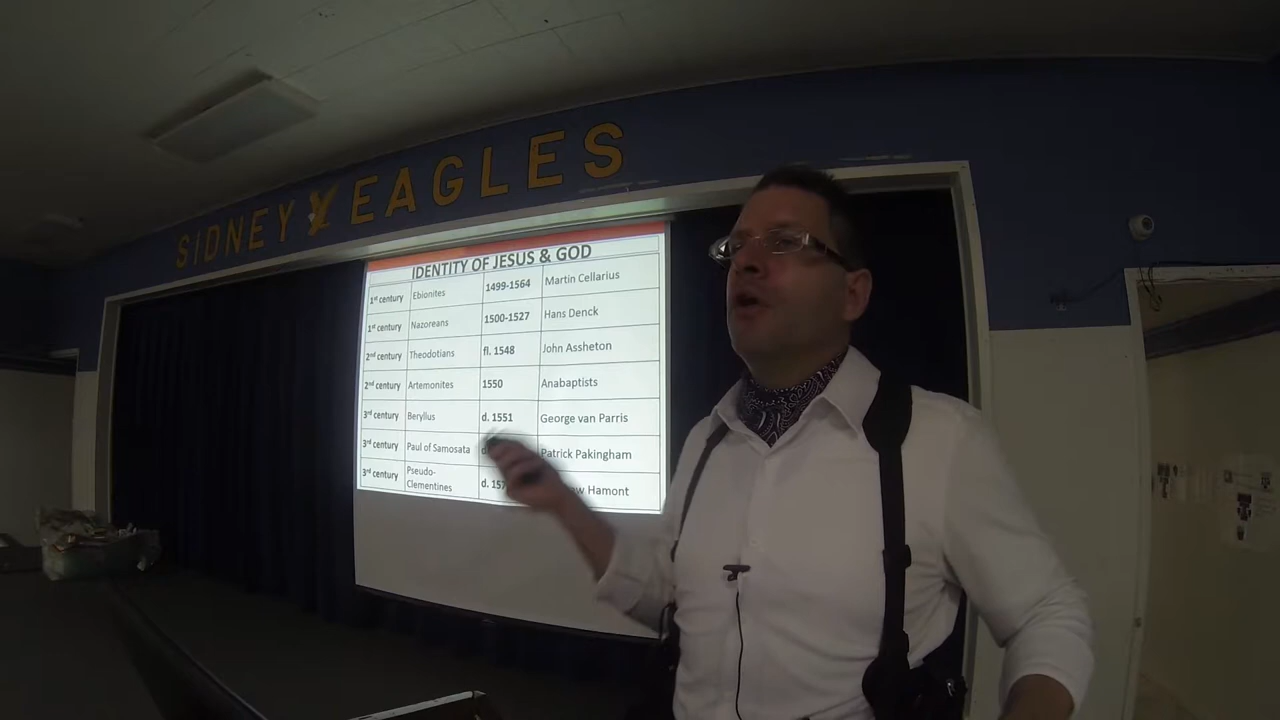 SIDNEY EAGLES
IDENTITY OF JESUS & GOD
1st century Ebionites 1499-1564 Martin Cellarius
1st century Nazoreans 1500-1527 Hans Denck
2nd century Theodotians fl. 1548 John Assheton
2nd century Artemonites 1550 Anabaptists
3rd century Beryllus d. 1551 George van Parris
3rd century Paul of Samosata Patrick Pakingham
3rd century Pseudo-
Clementines d. Hamont